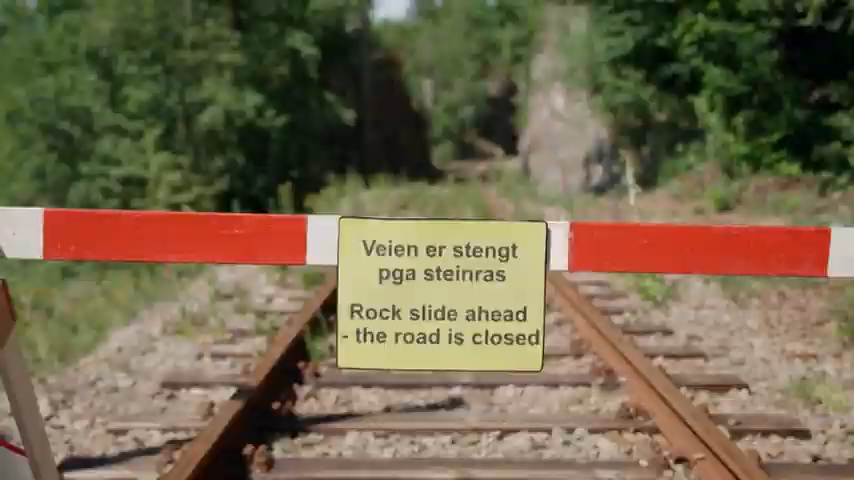 Veien er stengt
pga steinras
Rock slide ahead
- the road is closed